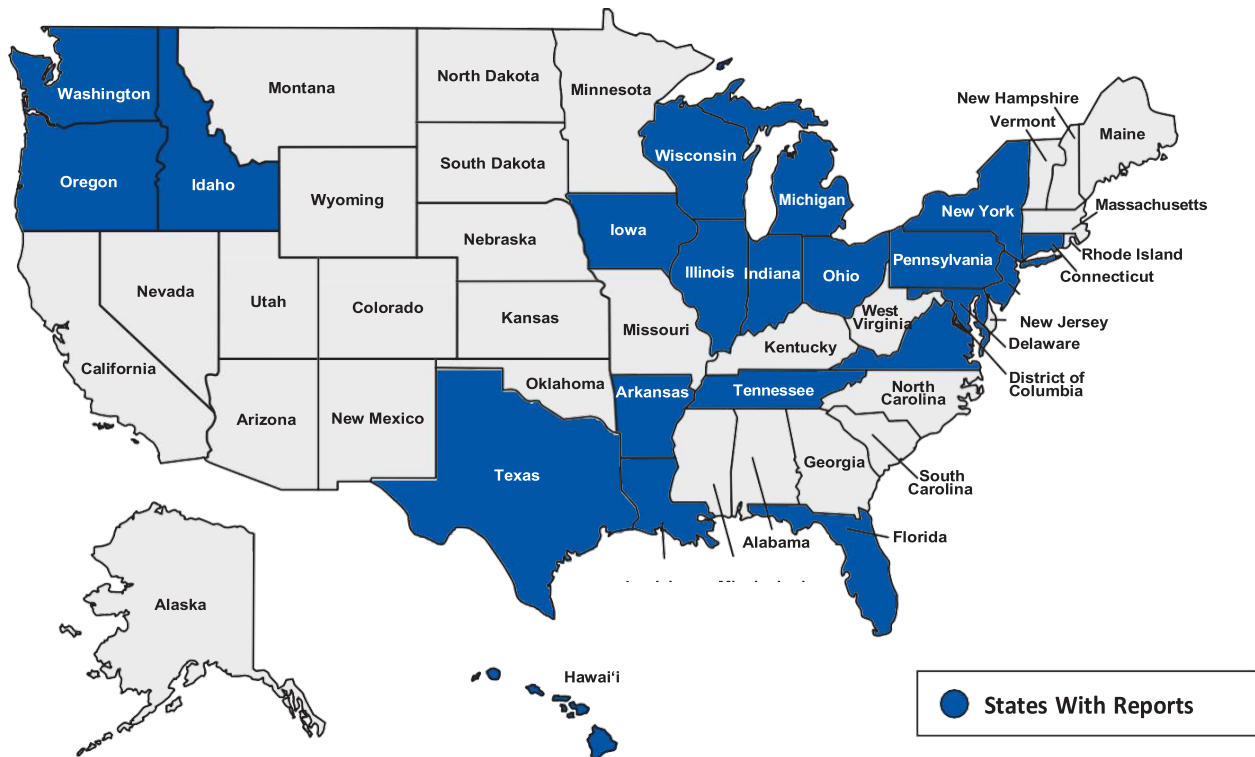 Washington
Montana
North Dakota
Minnesota
New Hampshire
Vermont
Maine
Oregon
Idaho
South Dakota
Wisconsin
Wyoming
Michigan
New York
Massachusetts
Iowa
Nebraska
Rhode Island
Connecticut
Pennsylvania
Illinois
Indiana
Ohio
Nevada
Utah
Colorado
Kansas
Missouri
West
Virginia
New Jersey
Delaware
Kentucky
California
Oklahoma
Arkansas
Tennessee
District of
Columbia
North
Carolina
Arizona
New Mexico
Texas
Georgia
South
Carolina
Alabama
Florida
Alaska
Hawai‘i
States With Reports